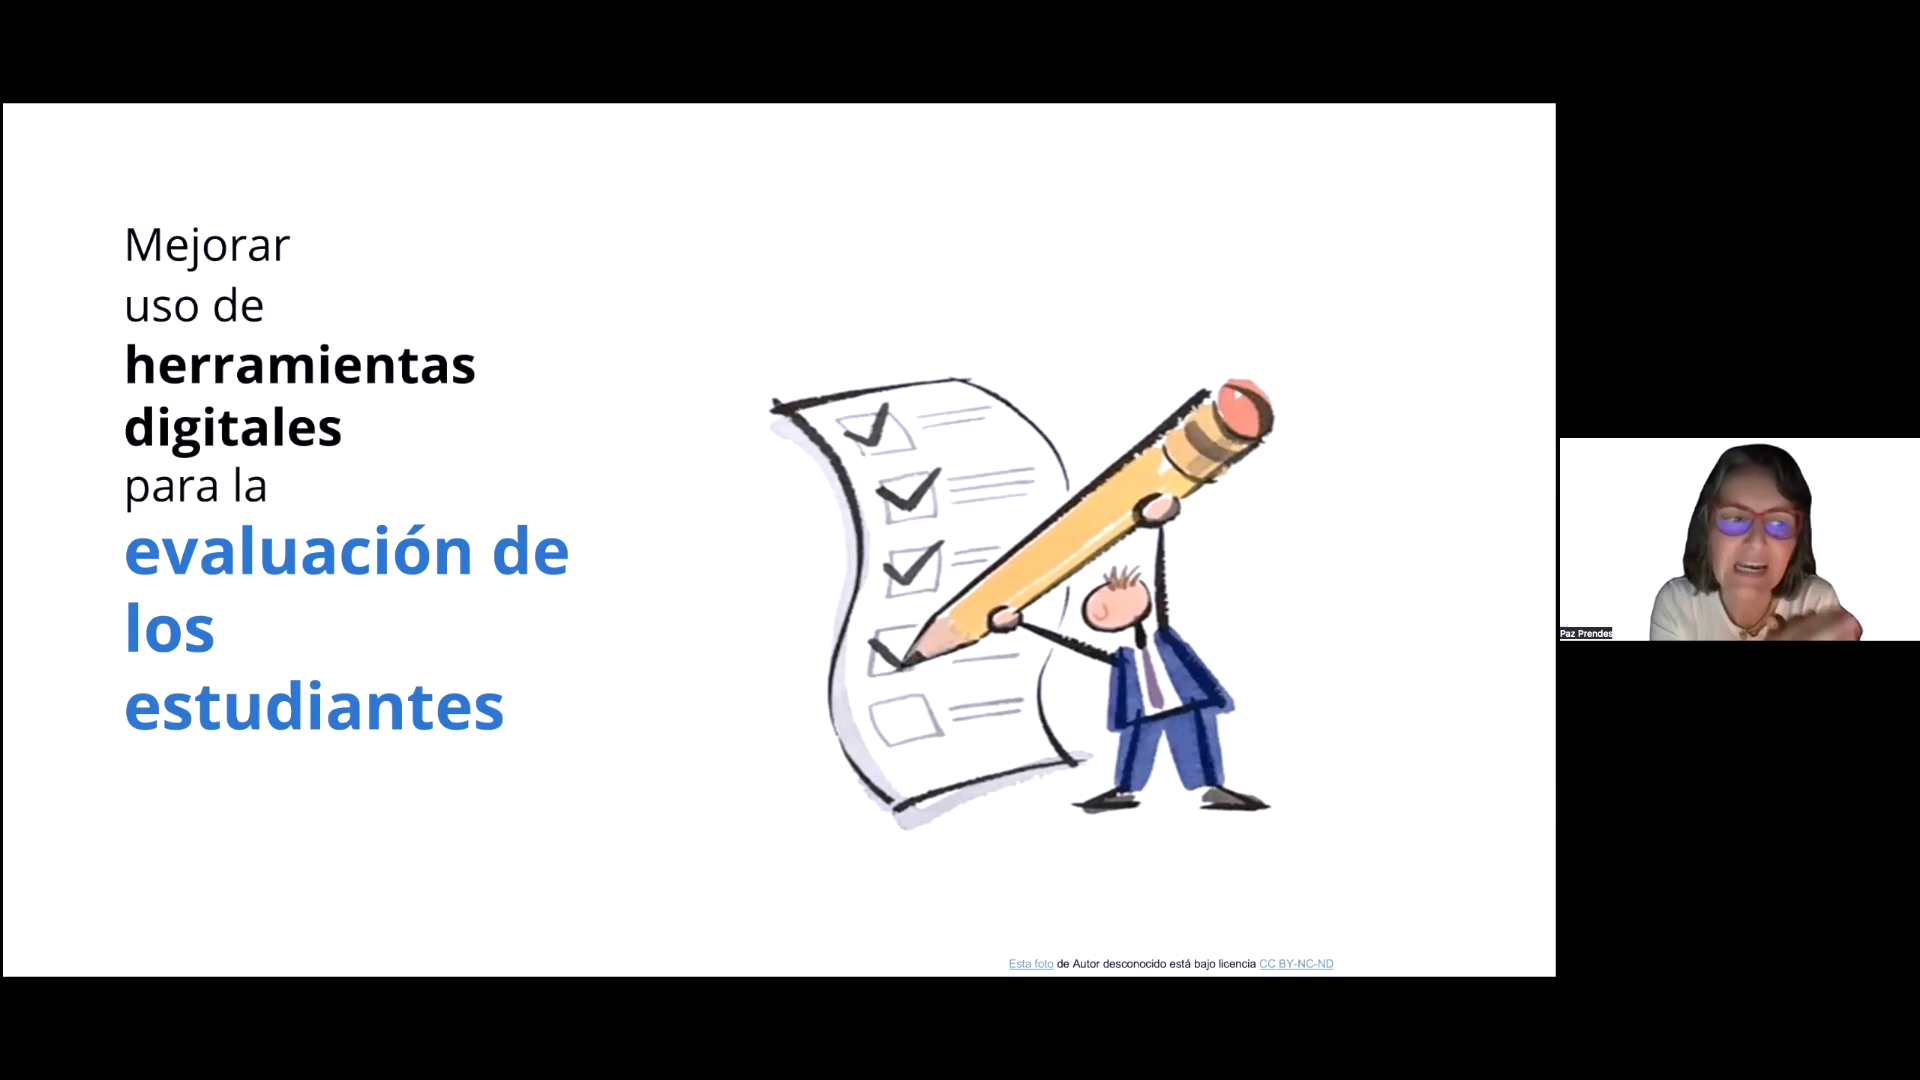 Mejorar
uso de
herramientas
digitales
para la
evaluación de
los
estudiantes
Paz Prendes
Esta foto de Autor desconocido está bajo licencia CC BY-NC-ND